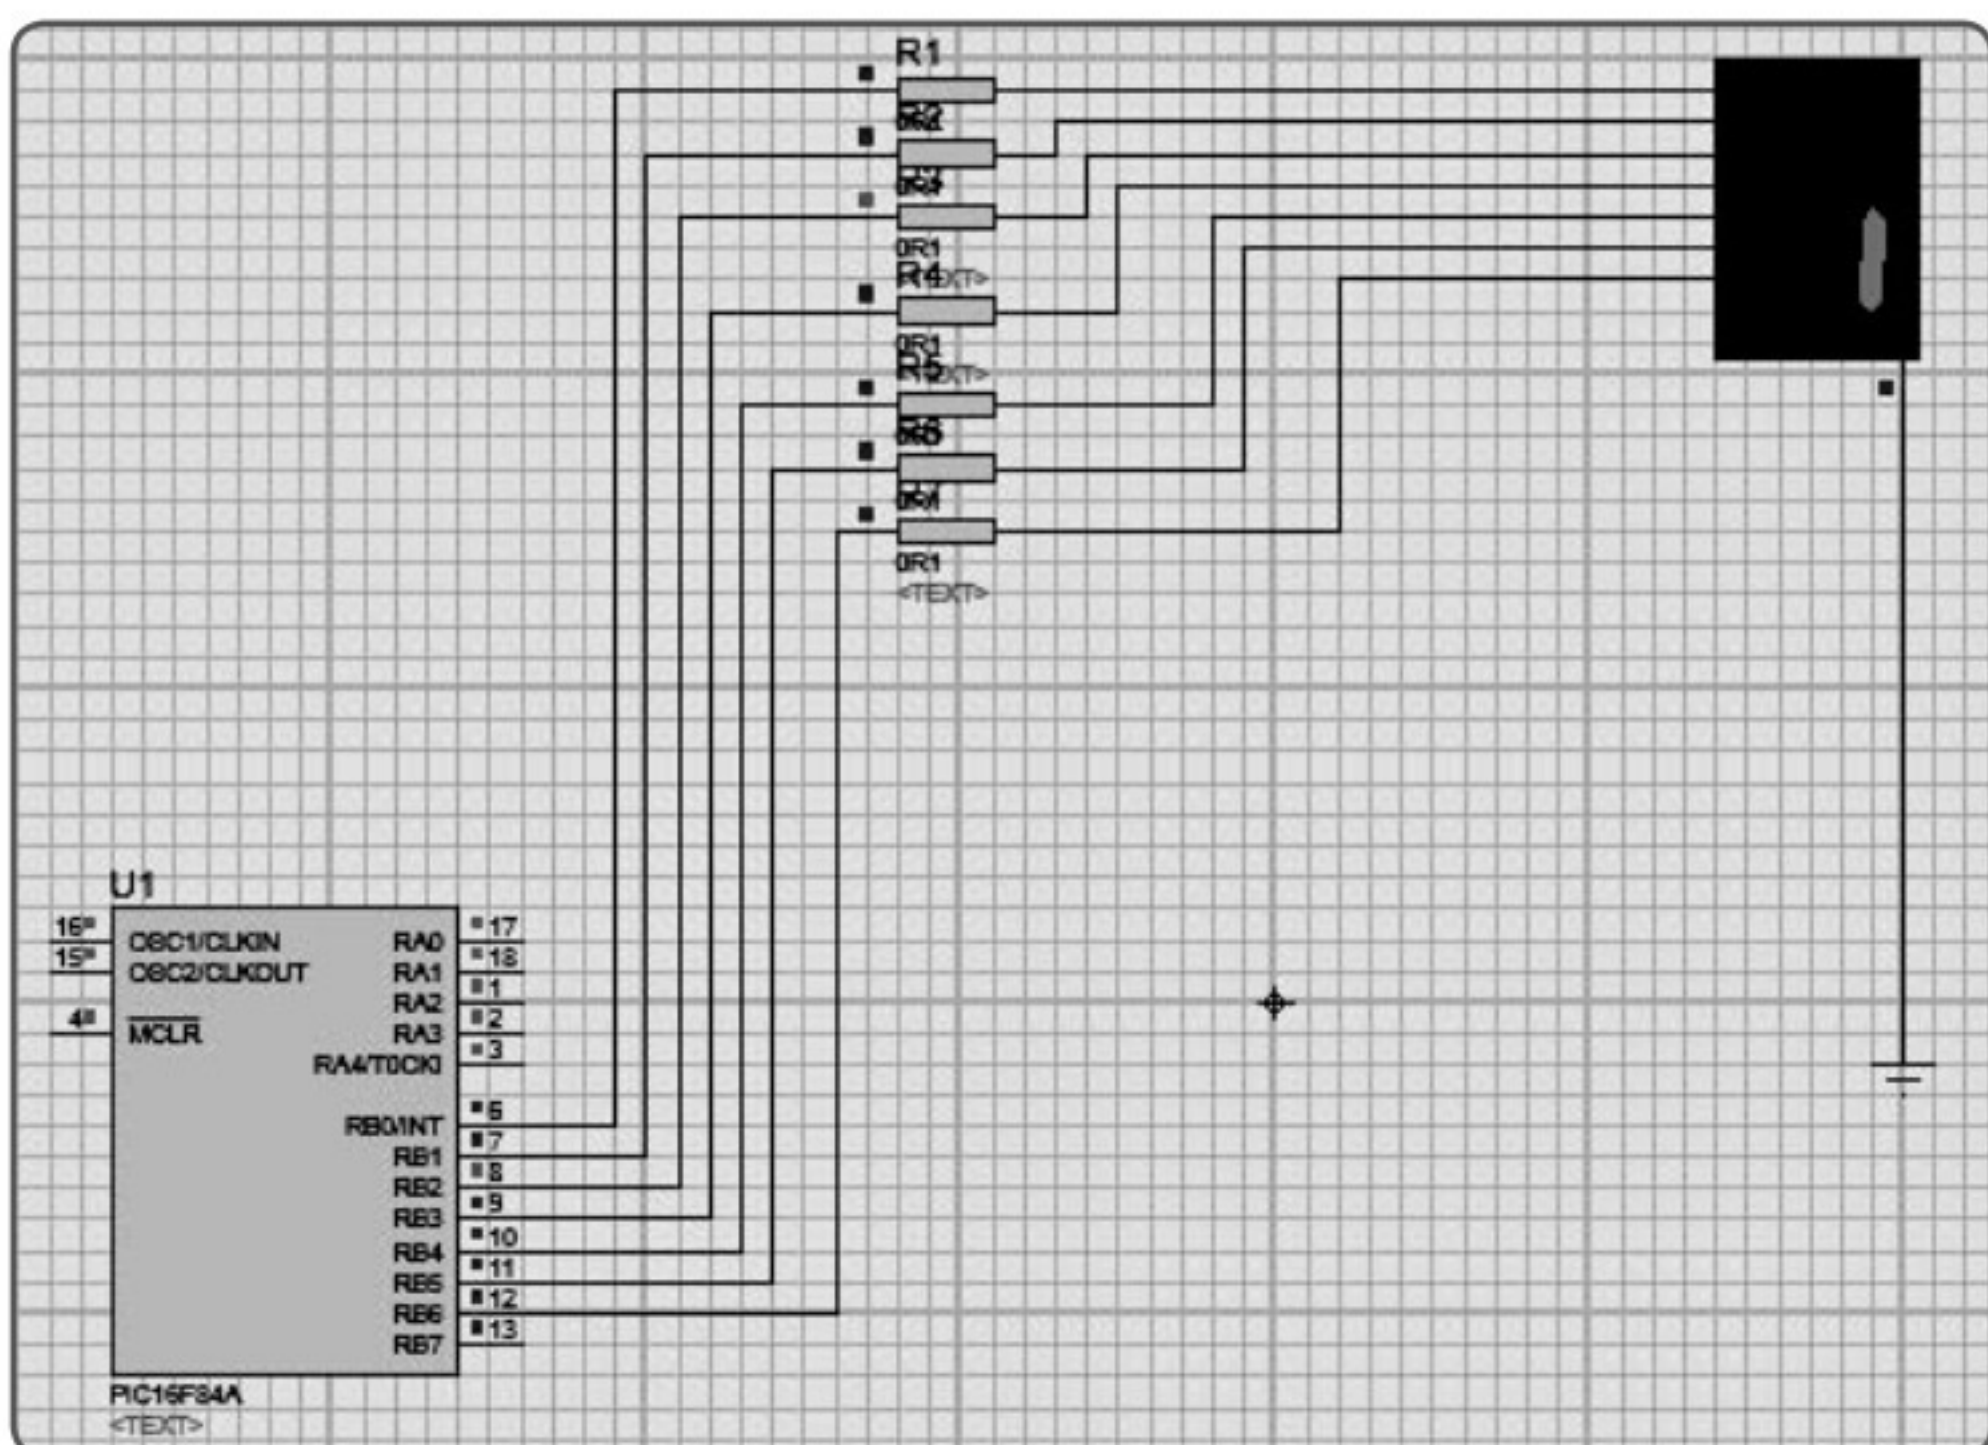 R1
0R1
R4
0R1
0R1
<TEXT>
U1
16 OSC1/CLKIN RA0 17
15 OSC2/CLKOUT RA1 18
RA2 1
4 MCLR RA3 2
RA4/T0CKI 3
RB0/INT 6
RB1 7
RB2 8
RB3 9
RB4 10
RB5 11
RB6 12
RB7 13
PIC16F84A
<TEXT>